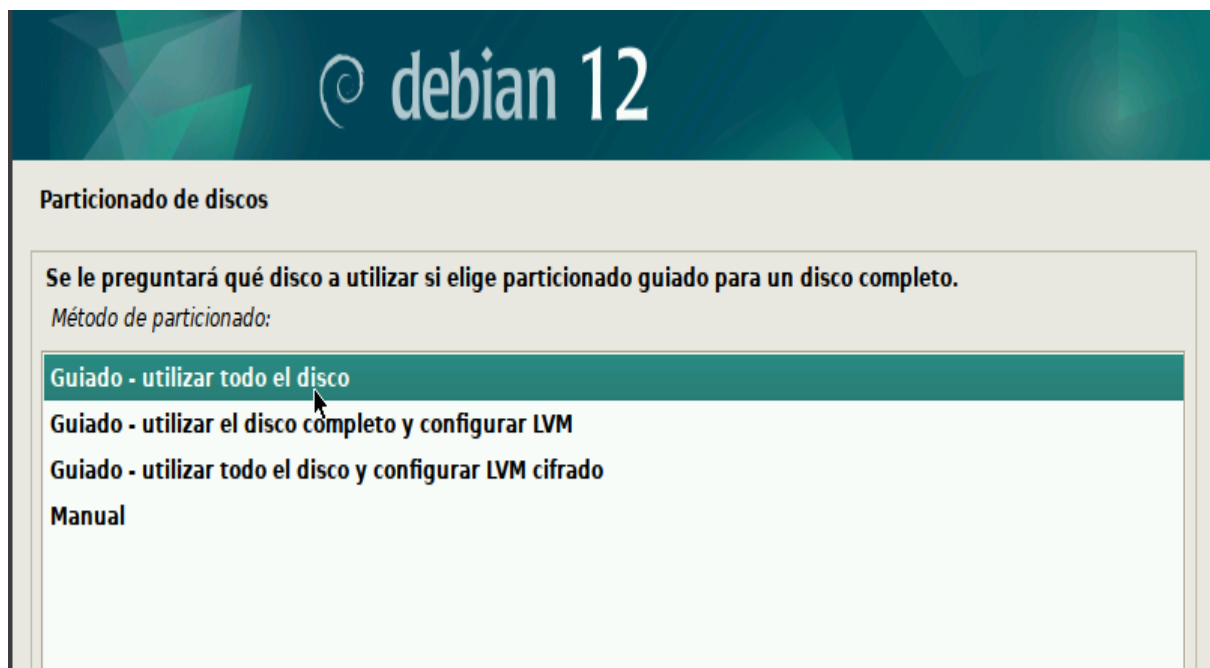 debian 12
Particionado de discos
Se le preguntará qué disco a utilizar si elige particionado guiado para un disco completo.
Método de particionado:
Guiado - utilizar todo el disco
Guiado - utilizar el disco completo y configurar LVM
Guiado - utilizar todo el disco y configurar LVM cifrado
Manual